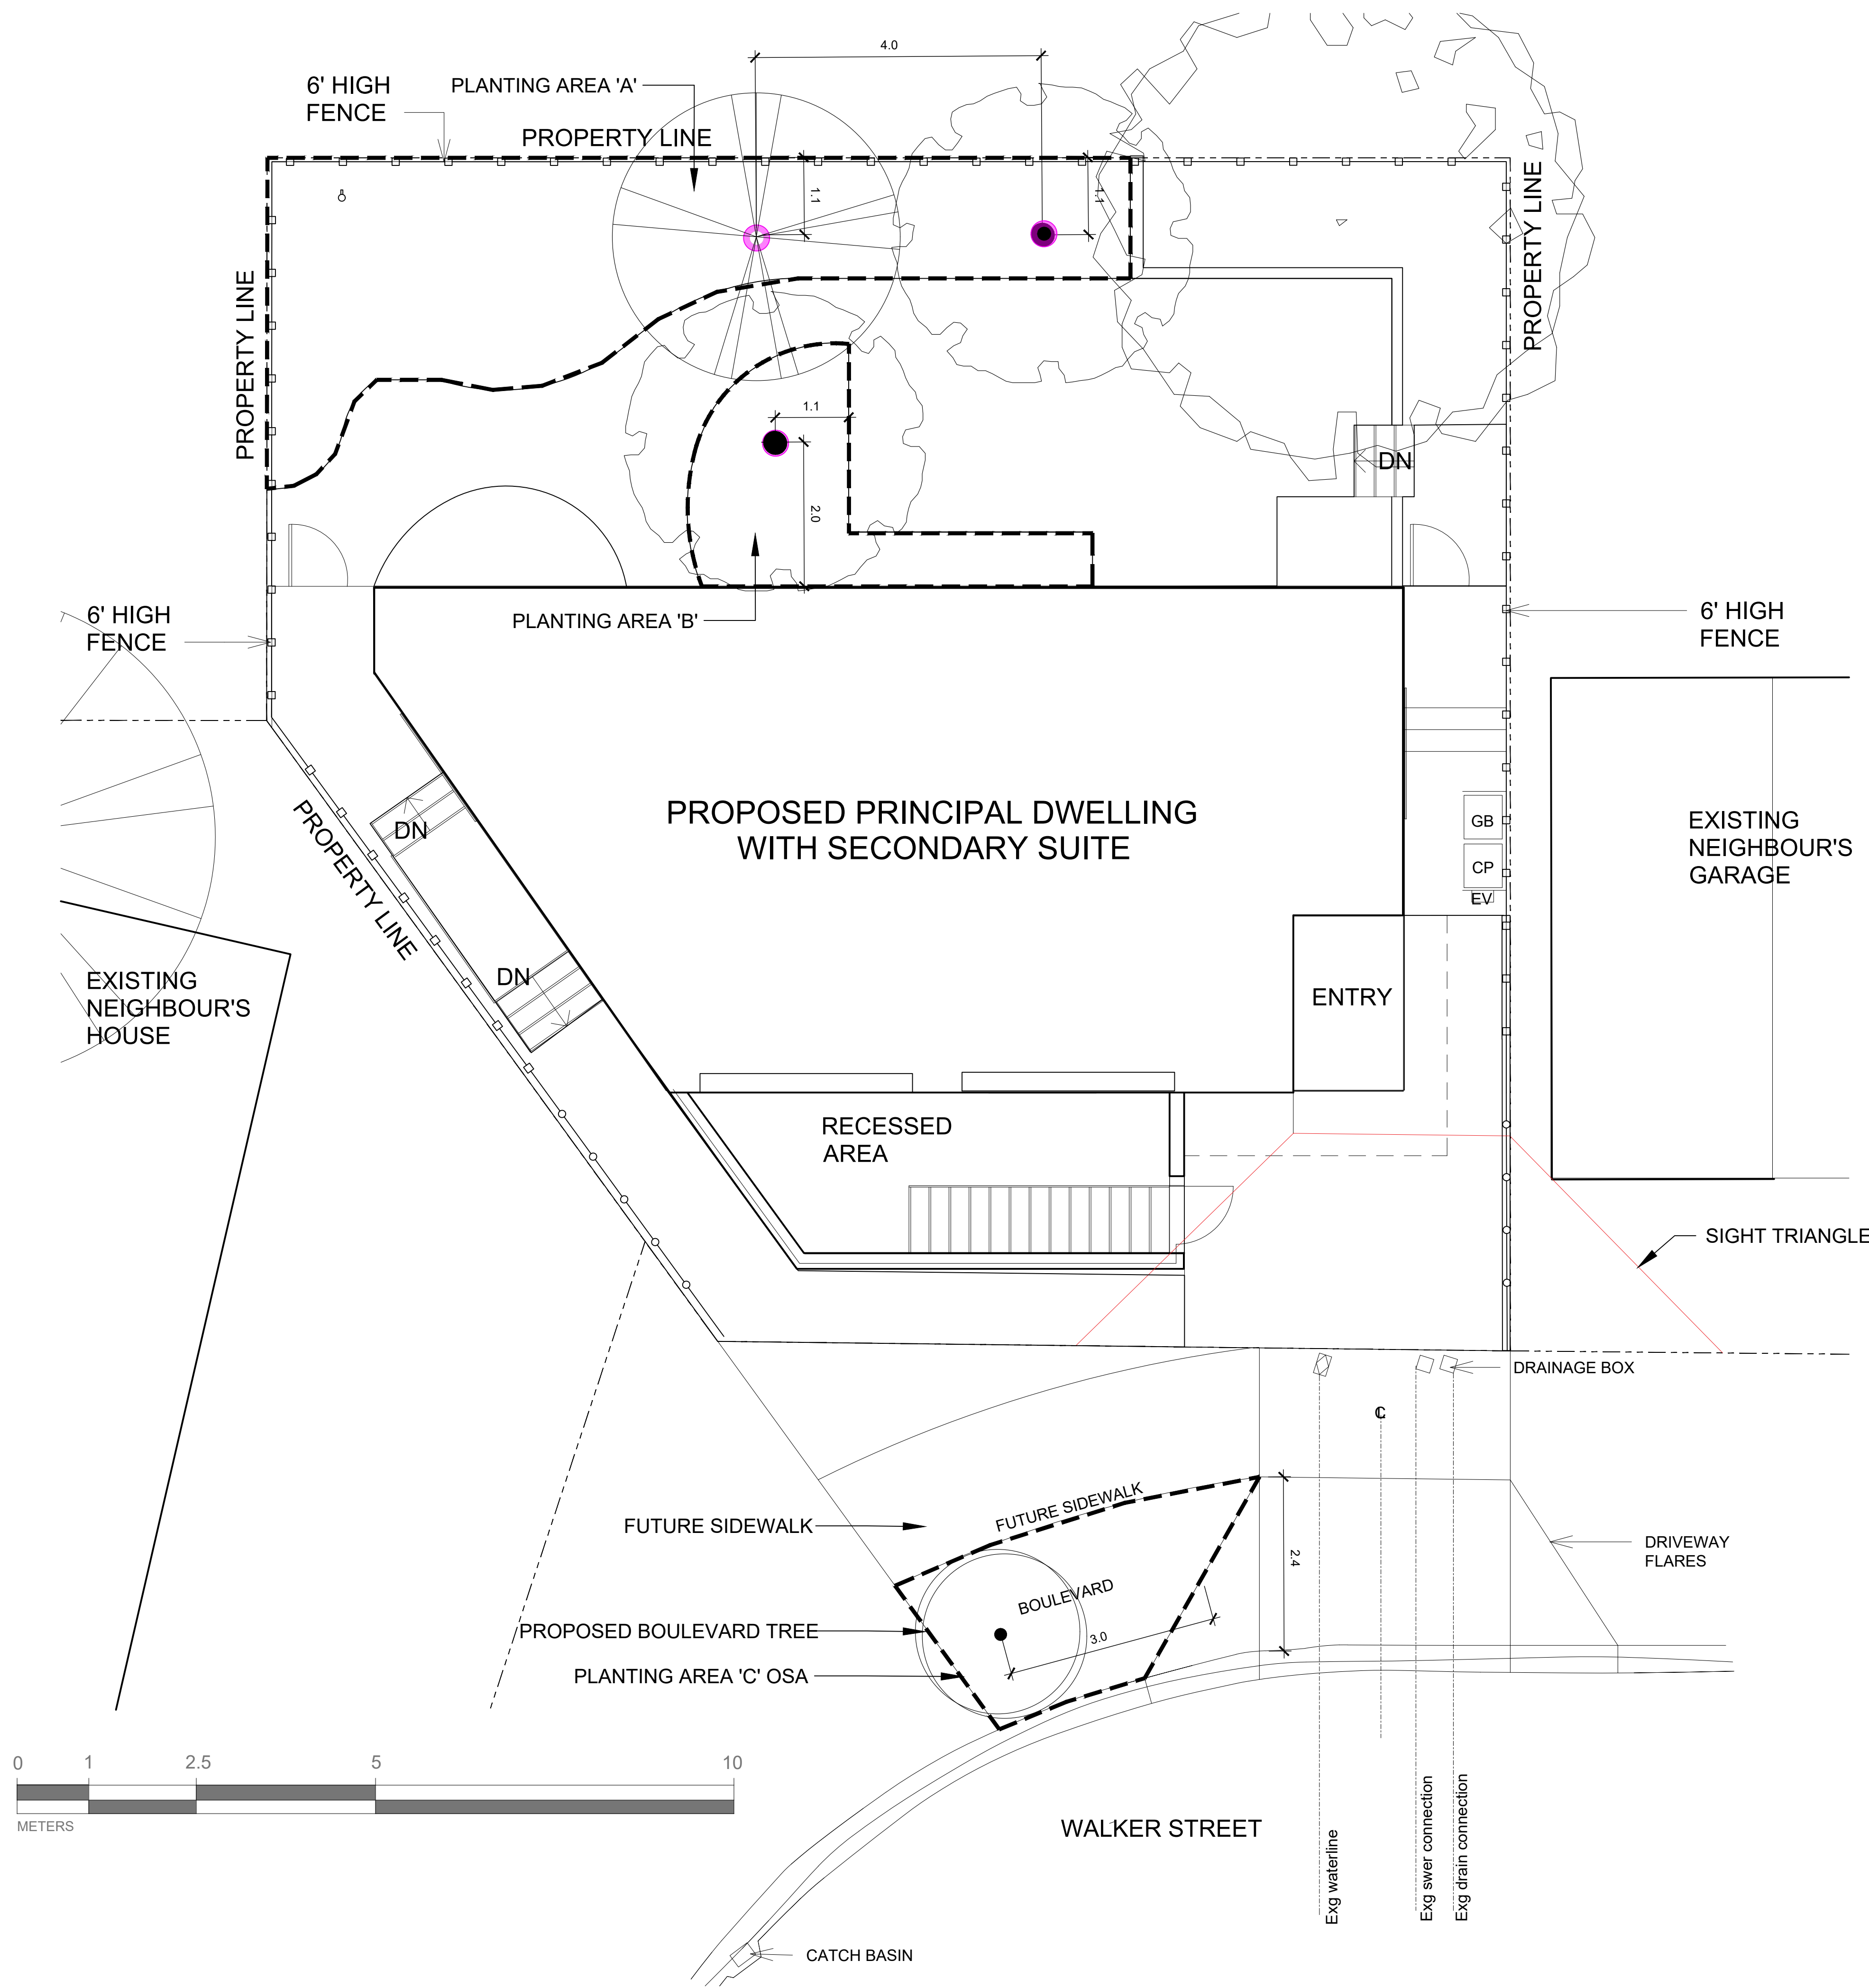 4.0
6' HIGH
FENCE
PLANTING AREA 'A'
PROPERTY LINE
1.1
1.1
PROPERTY LINE
PROPERTY LINE
1.1
DN
2.0
6' HIGH
FENCE
PLANTING AREA 'B'
6' HIGH
FENCE
PROPOSED PRINCIPAL DWELLING
WITH SECONDARY SUITE
DN
PROPERTY LINE
GB
CP
EV
EXISTING
NEIGHBOUR'S
GARAGE
EXISTING
NEIGHBOUR'S
HOUSE
DN
ENTRY
RECESSED
AREA
SIGHT TRIANGLE
DRAINAGE BOX
FUTURE SIDEWALK
FUTURE SIDEWALK
2.4
DRIVEWAY
FLARES
BOULEVARD
3.0
PROPOSED BOULEVARD TREE
PLANTING AREA 'C' OSA
0 1 2.5 5 10
METERS
WALKER STREET
Exg waterline
Exg swer connection
Exg drain connection
CATCH BASIN